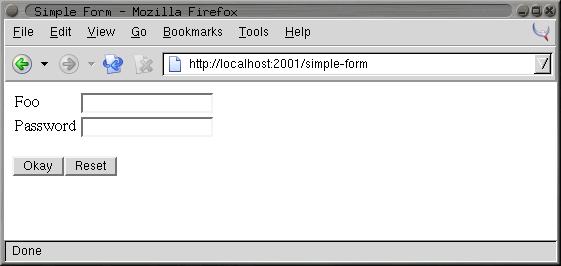 Simple Form - Mozilla Firefox
File Edit View Go Bookmarks Tools Help
http://localhost:2001/simple-form
Foo
Password
Okay Reset
Done